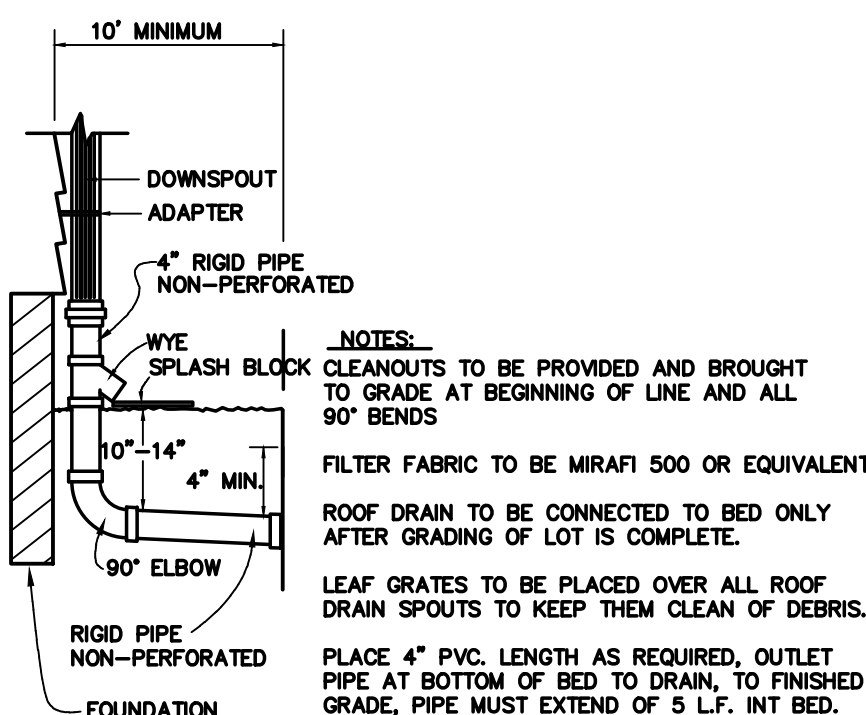 10' MINIMUM
DOWNSPOUT
ADAPTER
4" RIGID PIPE
NON-PERFORATED
WYE
SPLASH BLOCK
10"-14"
4" MIN.
90° ELBOW
RIGID PIPE
NON-PERFORATED
FOUNDATION
NOTES:
CLEANOUTS TO BE PROVIDED AND BROUGHT
TO GRADE AT BEGINNING OF LINE AND ALL
90° BENDS
FILTER FABRIC TO BE MIRAFI 500 OR EQUIVALENT
ROOF DRAIN TO BE CONNECTED TO BED ONLY
AFTER GRADING OF LOT IS COMPLETE.
LEAF GRATES TO BE PLACED OVER ALL ROOF
DRAIN SPOUTS TO KEEP THEM CLEAN OF DEBRIS.
PLACE 4" PVC. LENGTH AS REQUIRED, OUTLET
PIPE AT BOTTOM OF BED TO DRAIN, TO FINISHED
GRADE, PIPE MUST EXTEND OF 5 L.F. INT BED.